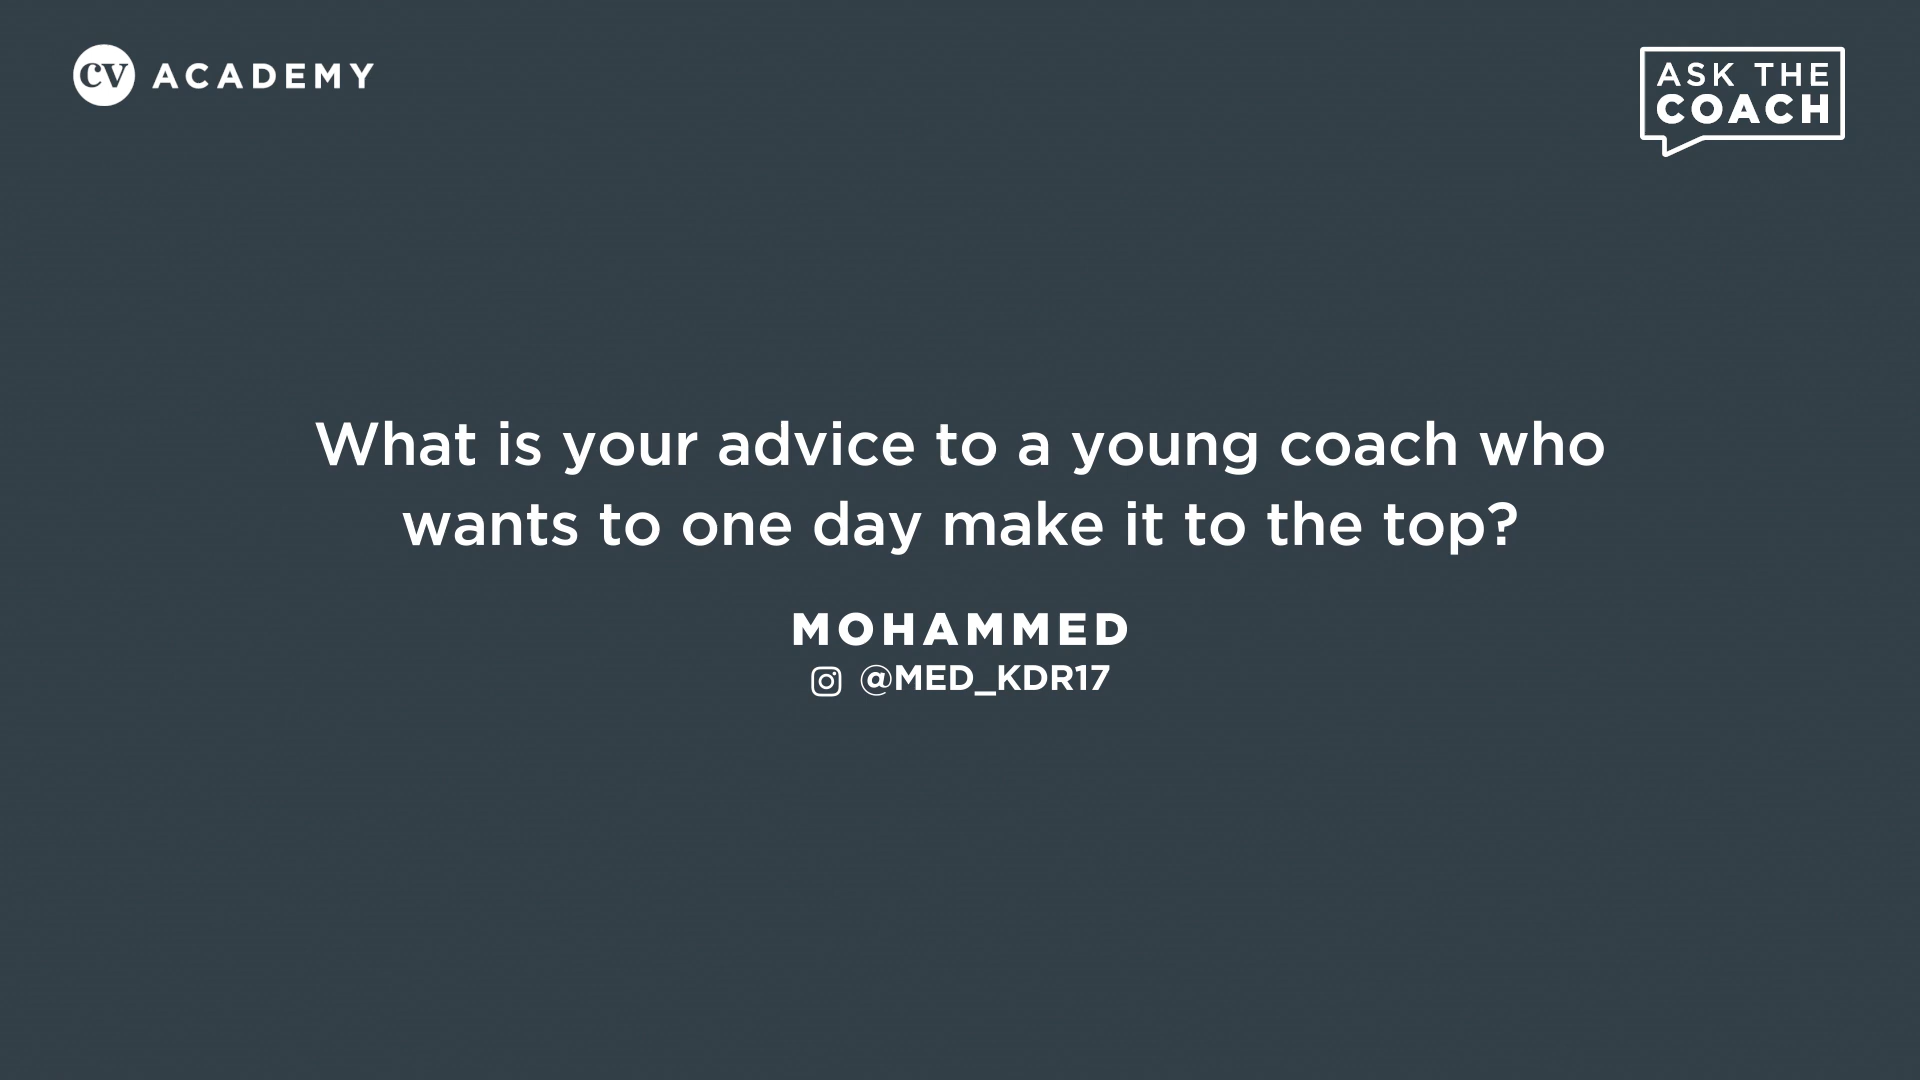 CV ACADEMY
ASK THE
COACH
What is your advice to a young coach who
wants to one day make it to the top?
MOHAMMED
@MED_KDR17